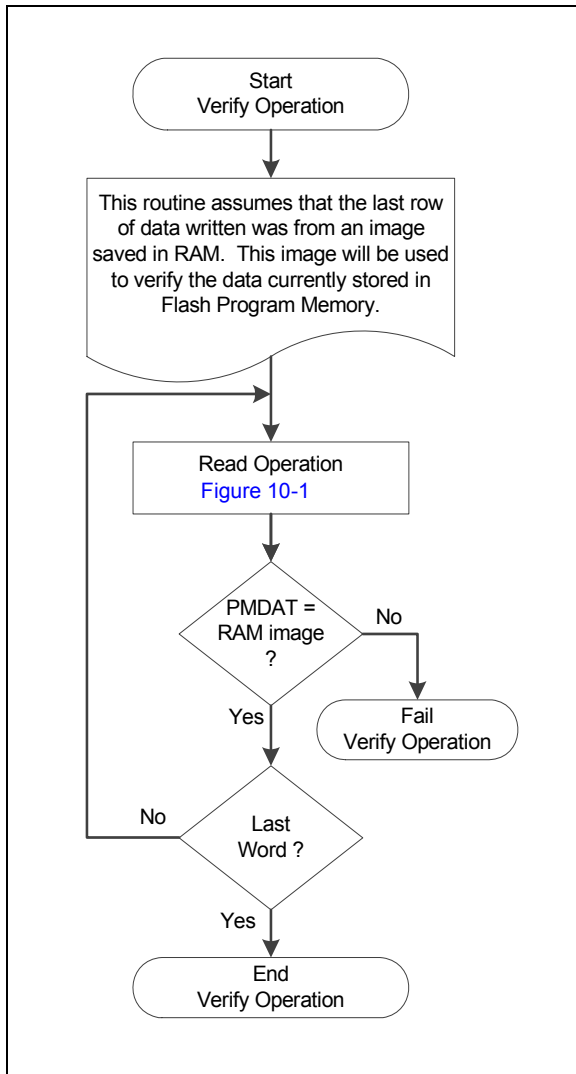 Start
Verify Operation
This routine assumes that the last row
of data written was from an image
saved in RAM.  This image will be used
to verify the data currently stored in
Flash Program Memory.
Read Operation
Figure 10-1
PMDAT =
RAM image
?
No
Yes
Fail
Verify Operation
No
Last
Word ?
Yes
End
Verify Operation